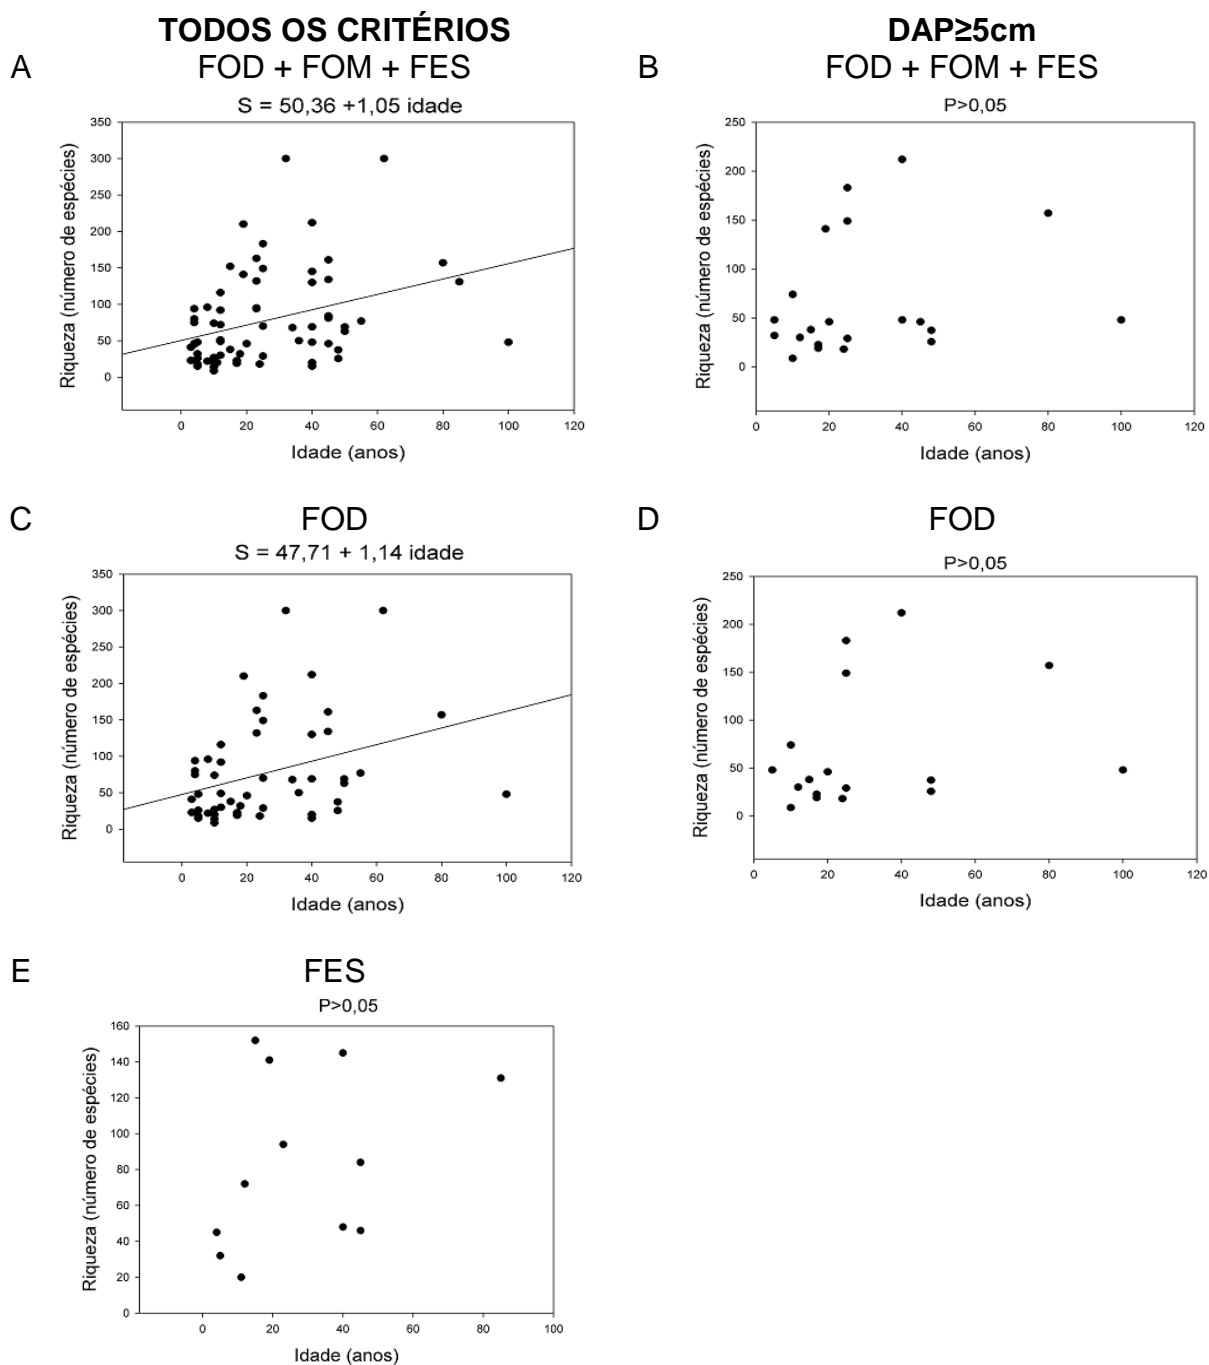 TODOS OS CRITÉRIOS
DAP≥5cm
A
FOD + FOM + FES
B
FOD + FOM + FES
S = 50,36 +1,05 idade
P>0,05
Riqueza (número de espécies)
350
300
250
200
150
100
50
0
0 20 40 60 80 100 120
Idade (anos)
Riqueza (número de espécies)
250
200
150
100
50
0
0 20 40 60 80 100 120
Idade (anos)
C
FOD
D
FOD
S = 47,71 + 1,14 idade
P>0,05
Riqueza (número de espécies)
350
300
250
200
150
100
50
0
0 20 40 60 80 100 120
Idade (anos)
Riqueza (número de espécies)
250
200
150
100
50
0
0 20 40 60 80 100 120
Idade (anos)
E
FES
P>0,05
Riqueza (número de espécies)
160
140
120
100
80
60
40
20
0
0 20 40 60 80 100
Idade (anos)